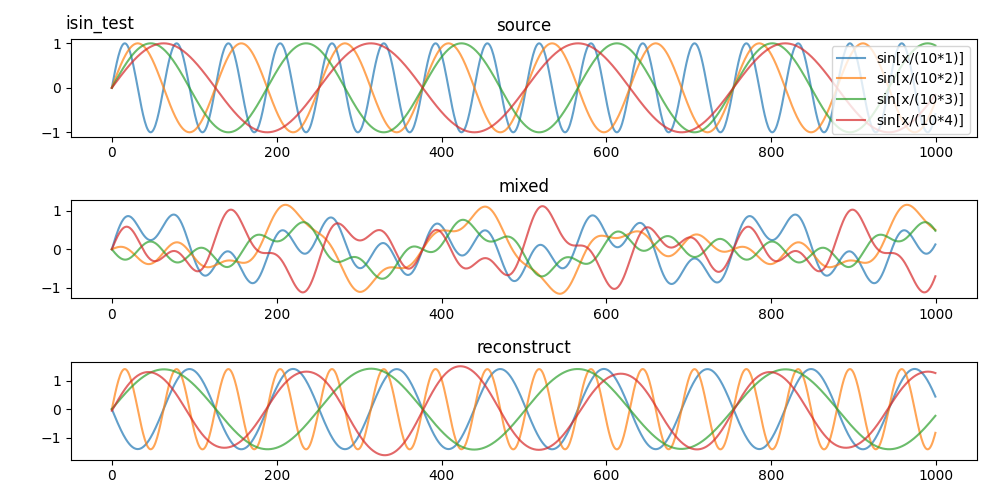 isin_test
source
1
0
−1
sin[x/(10*1)]
sin[x/(10*2)]
sin[x/(10*3)]
sin[x/(10*4)]
0 200 400 600 800 1000
mixed
1
0
−1
0 200 400 600 800 1000
reconstruct
1
0
−1
0 200 400 600 800 1000